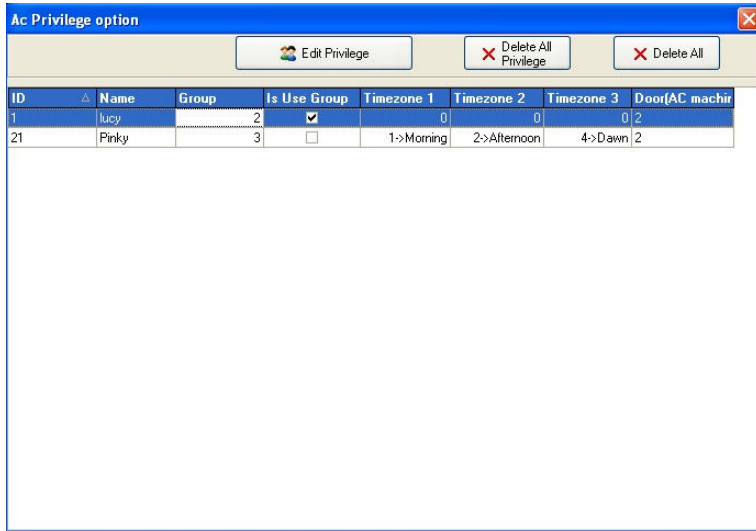 Ac Privilege option
Edit Privilege
Delete All
Privilege
Delete All
ID Name Group Is Use Group Timezone 1 Timezone 2 Timezone 3 Door(AC machin
1 lucy 2 0 0 0 2
21 Pinky 3 1->Morning 2->Afternoon 4->Dawn 2